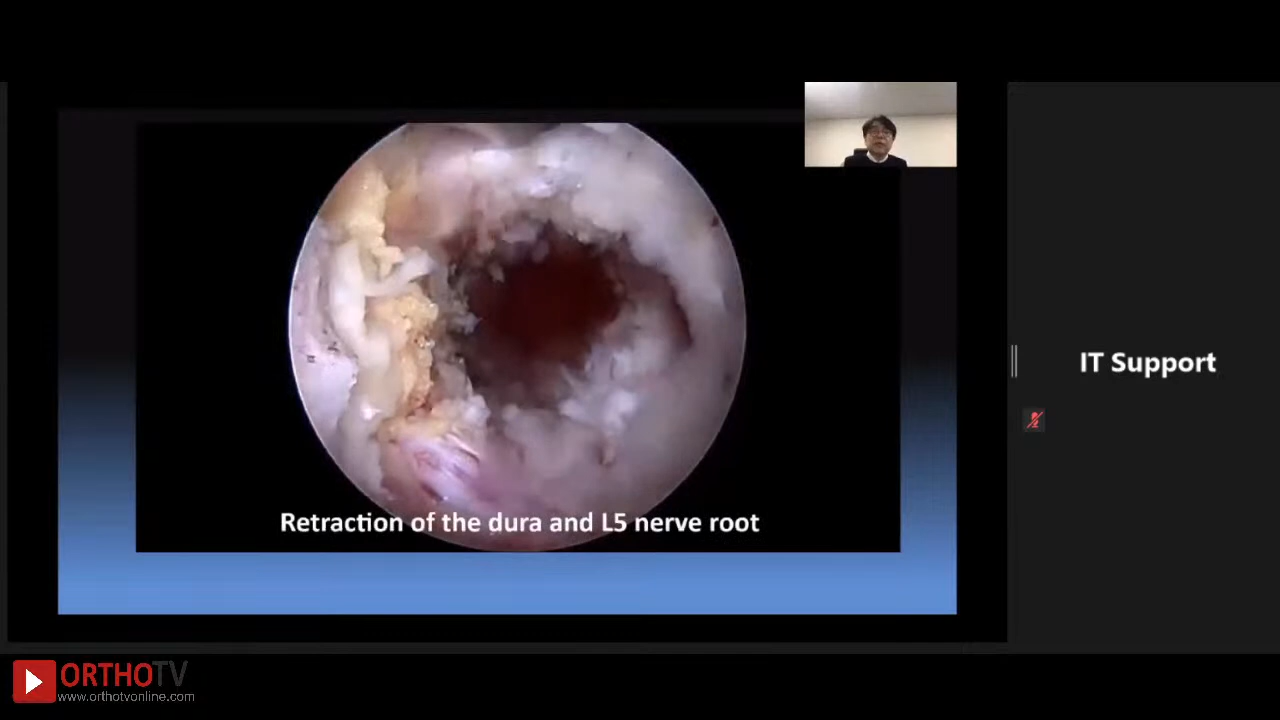 IT Support
Retraction of the dura and L5 nerve root
ORTHOTV
www.orthotvonline.com